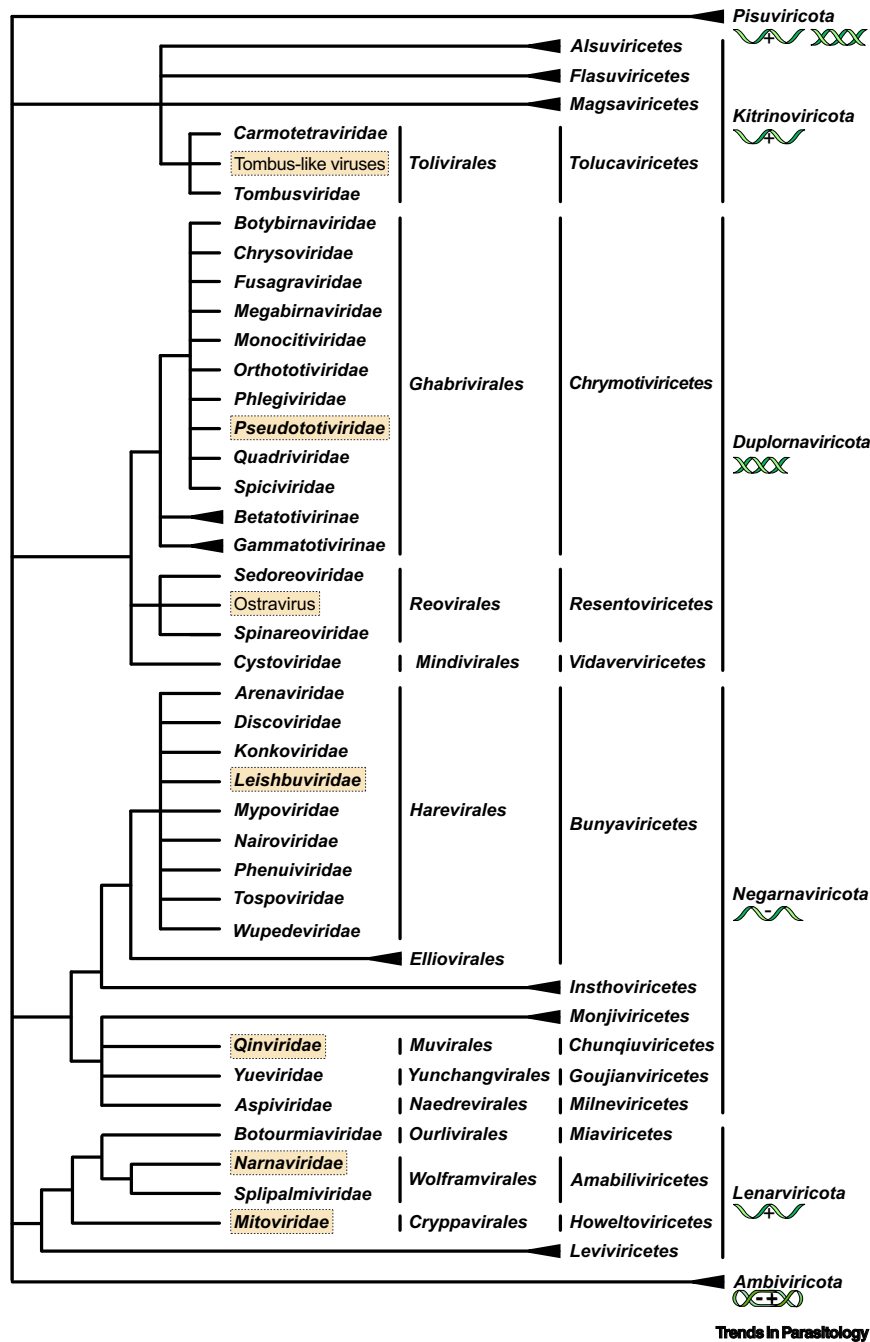 Pisuviricota
+
Alsuviricetes
Flasuviricetes
Magsaviricetes
Kitrinoviricota
+
Carmotetraviridae
Tombus-like viruses
Tolivirales
Tolucaviricetes
Tombusviridae
Botybirnaviridae
Chrysoviridae
Fusagraviridae
Megabirnaviridae
Monocitiviridae
Orthototiviridae
Ghabrivirales
Chrymotiviricetes
Phlegiviridae
Pseudototiviridae
Duplornaviricota
Quadriviridae
Spiciviridae
Betatotivirinae
Gammatotivirinae
Sedoreoviridae
Ostravirus
Reovirales
Resentoviricetes
Spinareoviridae
Cystoviridae
Mindivirales
Vidaverviricetes
Arenaviridae
Discoviridae
Konkoviridae
Leishbuviridae
Mypoviridae
Harevirales
Bunyaviricetes
Nairoviridae
Phenuiviridae
Tospoviridae
Negarnaviricota
-
Wupedeviridae
Elliovirales
Insthoviricetes
Monjiviricetes
Qinviridae
Muvirales
Chunqiuviricetes
Yueviridae
Yunchangvirales
Goujianviricetes
Aspiviridae
Naedrevirales
Milneviricetes
Botourmiaviridae
Ourlivirales
Miaviricetes
Narnaviridae
Wolframvirales
Amabiliviricetes
Splipalmiviridae
Lenarviricota
+
Mitoviridae
Cryppavirales
Howeltoviricetes
Leviviricetes
Ambiviricota
- +
Trends in Parasitology